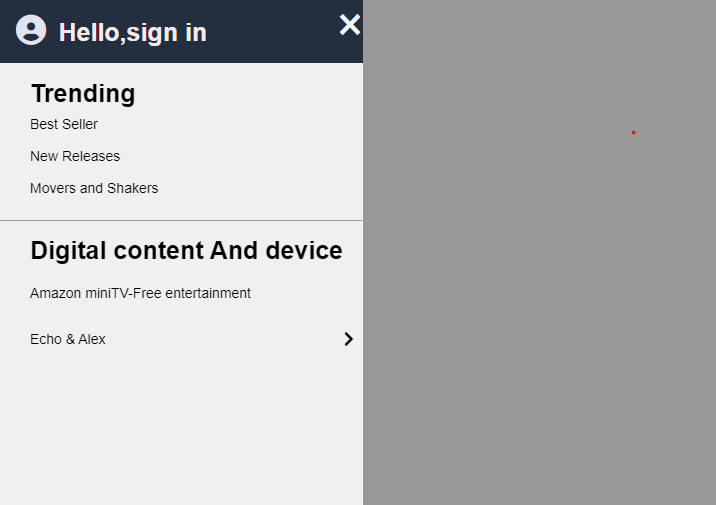 Hello,sign in
Trending
Best Seller
New Releases
Movers and Shakers
Digital content And device
Amazon miniTV-Free entertainment
Echo & Alex